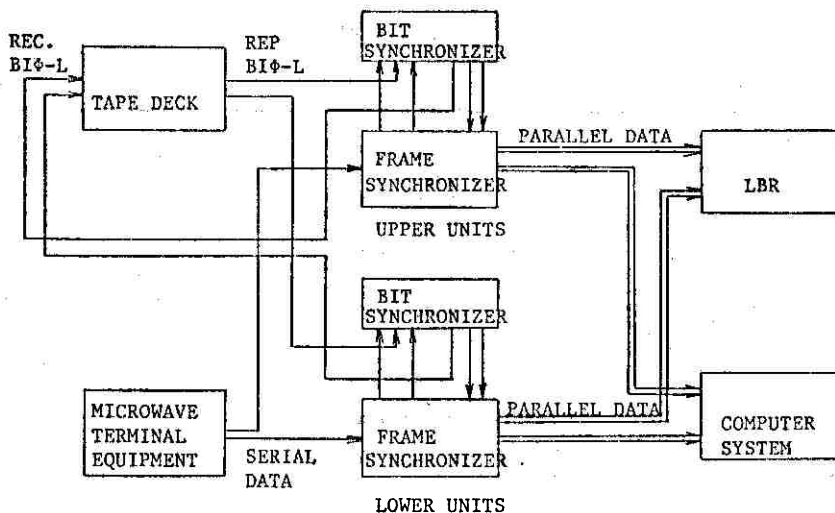 REC.
BIΦ-L
TAPE DECK
REP
BIΦ-L
BIT
SYNCHRONIZER
FRAME
SYNCHRONIZER
UPPER UNITS
PARALLEL DATA
LBR
BIT
SYNCHRONIZER
MICROWAVE
TERMINAL
EQUIPMENT
SERIAL
DATA
FRAME
SYNCHRONIZER
LOWER UNITS
PARALLEL DATA
COMPUTER
SYSTEM